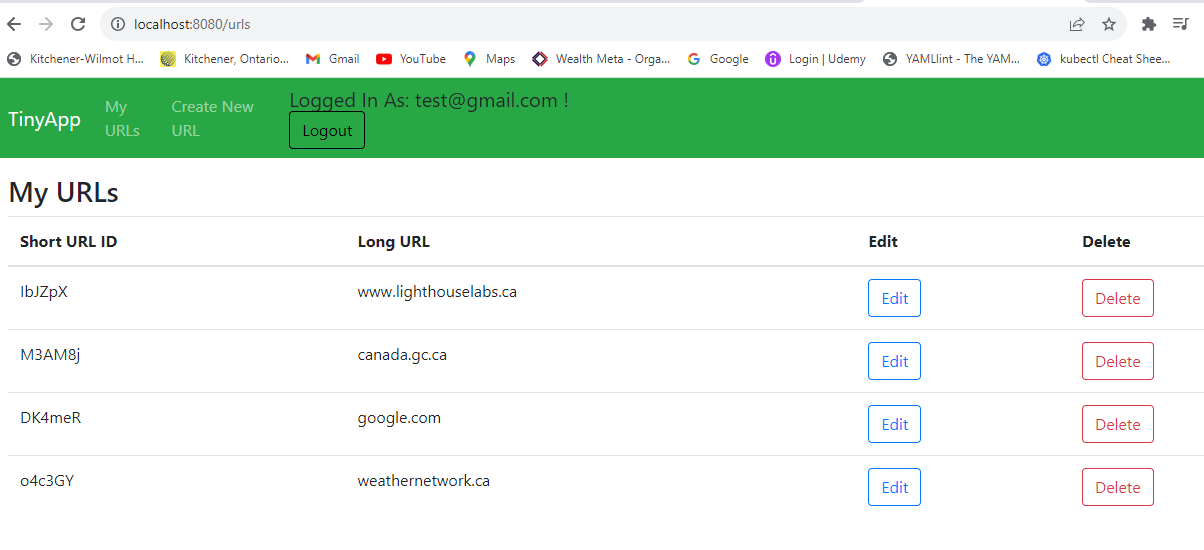 localhost:8080/urls
Kitchener-Wilmot H... Kitchener, Ontario... Gmail YouTube Maps Wealth Meta - Orga... Google Login | Udemy YAMLlint - The YAM... kubectl Cheat Shee...
TinyApp My URLs Create New URL
Logged In As: test@gmail.com !
Logout
My URLs
Short URL ID Long URL Edit Delete
IbJZpX www.lighthouselabs.ca Edit Delete
M3AM8j canada.gc.ca Edit Delete
DK4meR google.com Edit Delete
o4c3GY weathernetwork.ca Edit Delete